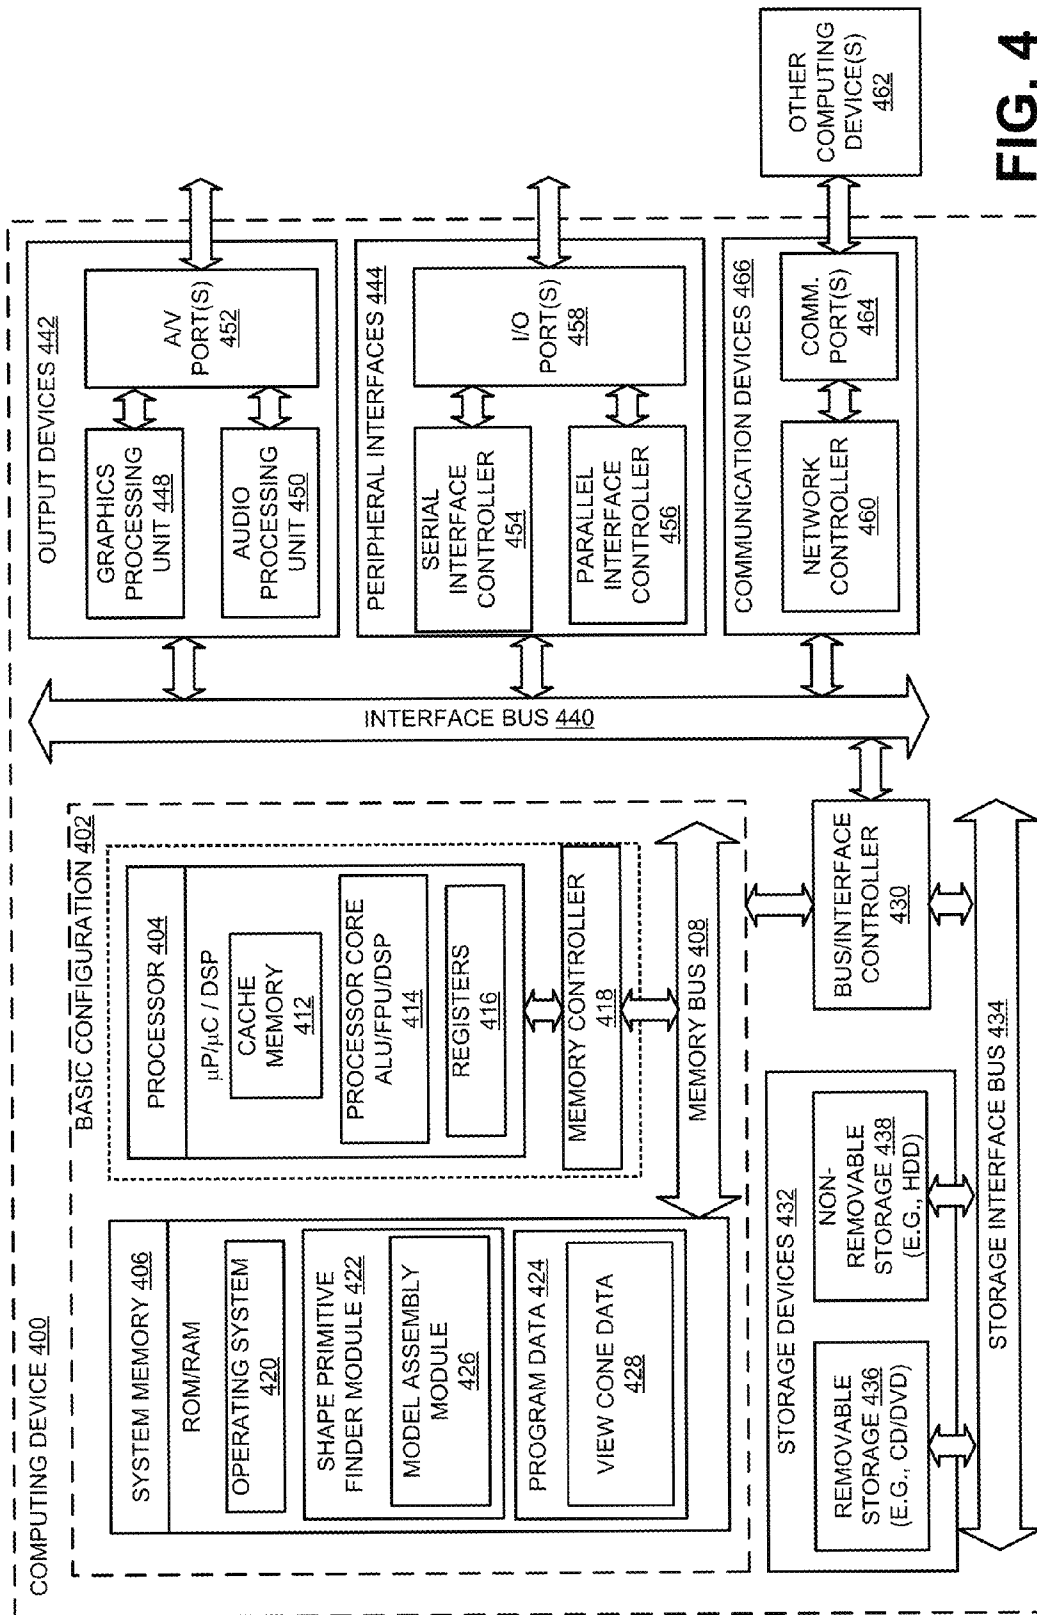 COMPUTING DEVICE 400
BASIC CONFIGURATION 402
SYSTEM MEMORY 406
ROM/RAM
OPERATING SYSTEM
420
SHAPE PRIMITIVE
FINDER MODULE 422
MODEL ASSEMBLY
MODULE 426
PROGRAM DATA 424
VIEW CONE DATA
428
PROCESSOR 404
µP/µC / DSP
CACHE
MEMORY
412
PROCESSOR CORE
ALU/FPU/DSP
414
REGISTERS
416
MEMORY CONTROLLER
418
MEMORY BUS 408
BUS/INTERFACE
CONTROLLER
430
STORAGE DEVICES 432
REMOVABLE
STORAGE 436
(E.G., CD/DVD)
NON-
REMOVABLE
STORAGE 438
(E.G., HDD)
STORAGE INTERFACE BUS 434
INTERFACE BUS 440
OUTPUT DEVICES 442
GRAPHICS
PROCESSING
UNIT 448
AUDIO
PROCESSING
UNIT 450
A/V
PORT(S)
452
PERIPHERAL INTERFACES 444
SERIAL
INTERFACE
CONTROLLER
454
PARALLEL
INTERFACE
CONTROLLER
456
I/O
PORT(S)
458
COMMUNICATION DEVICES 466
NETWORK
CONTROLLER
460
COMM.
PORT(S)
464
OTHER
COMPUTING
DEVICE(S)
462
FIG. 4